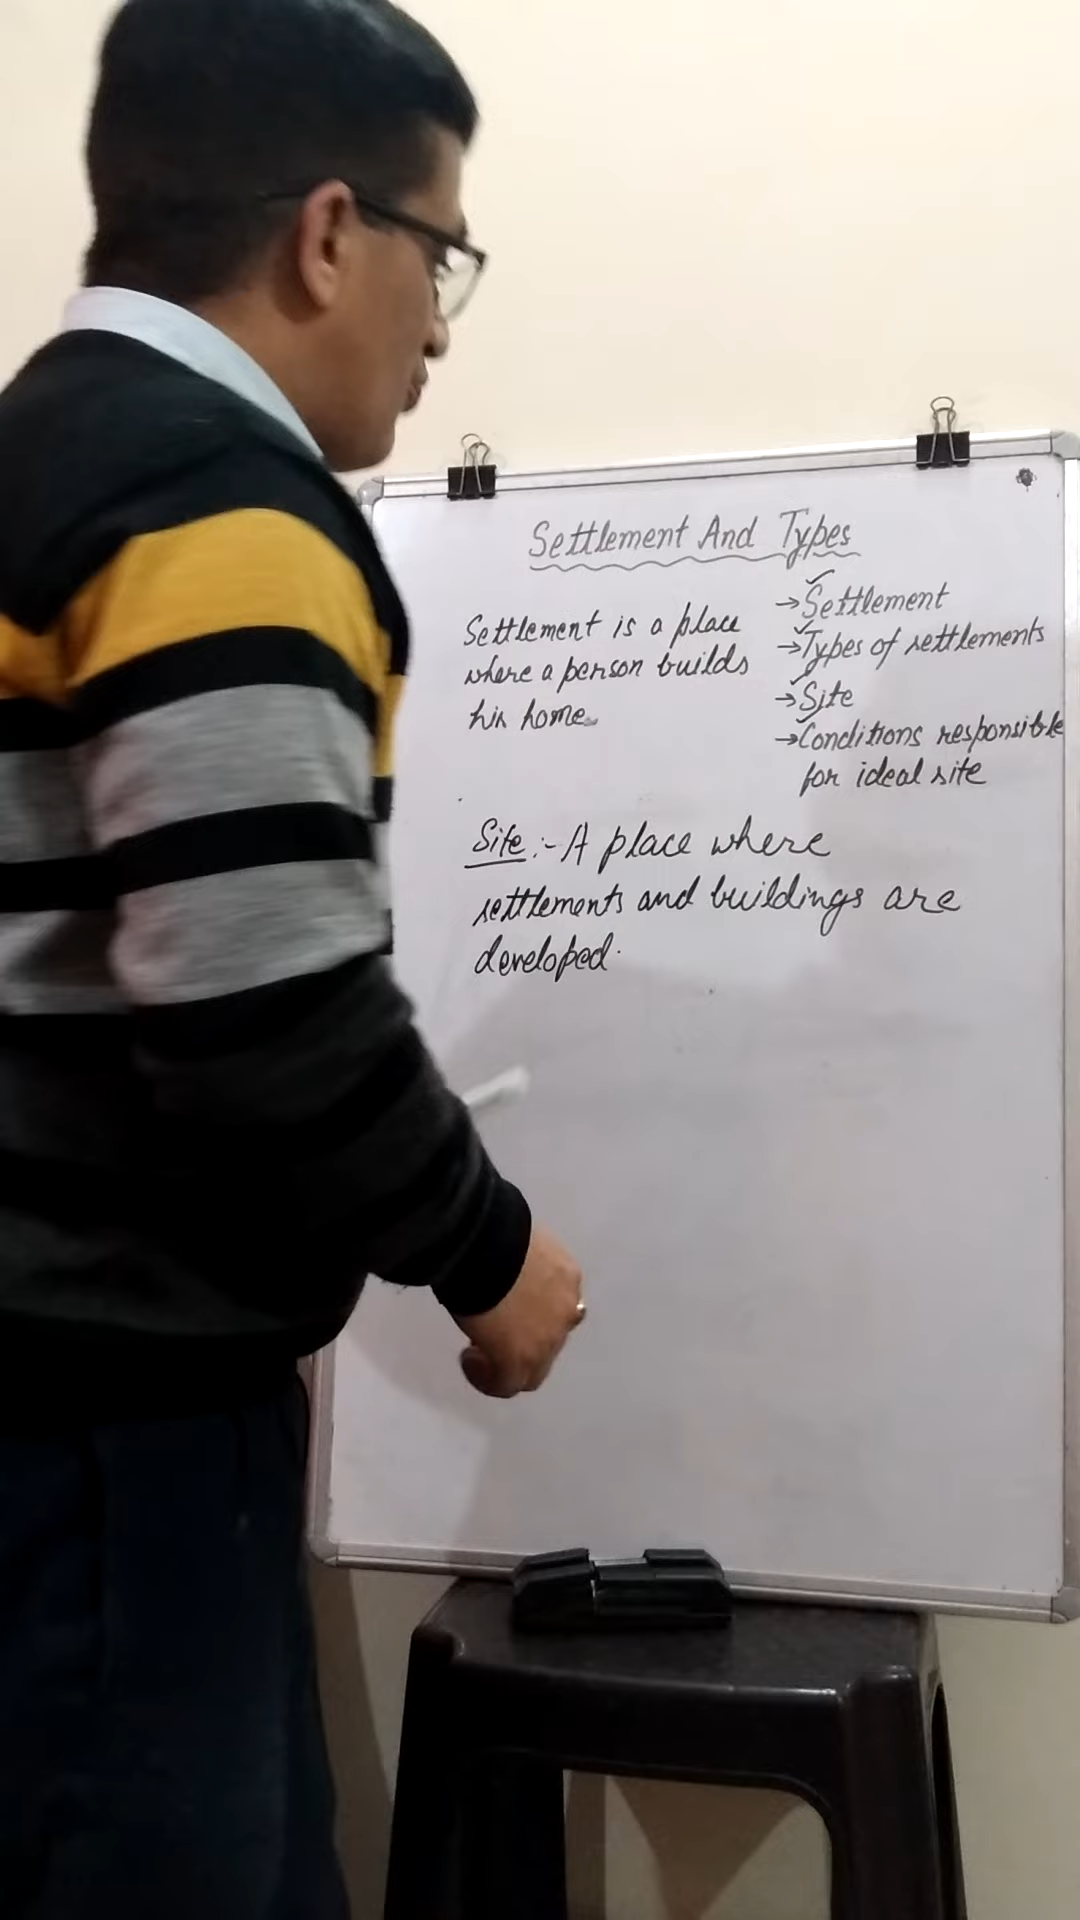 Settlement And Types
Settlement is a place
where a person builds
his home.
→Settlement
→Types of settlements
→Site
→Conditions responsible
for ideal site
Site:- A place where
settlements and buildings are
developed.